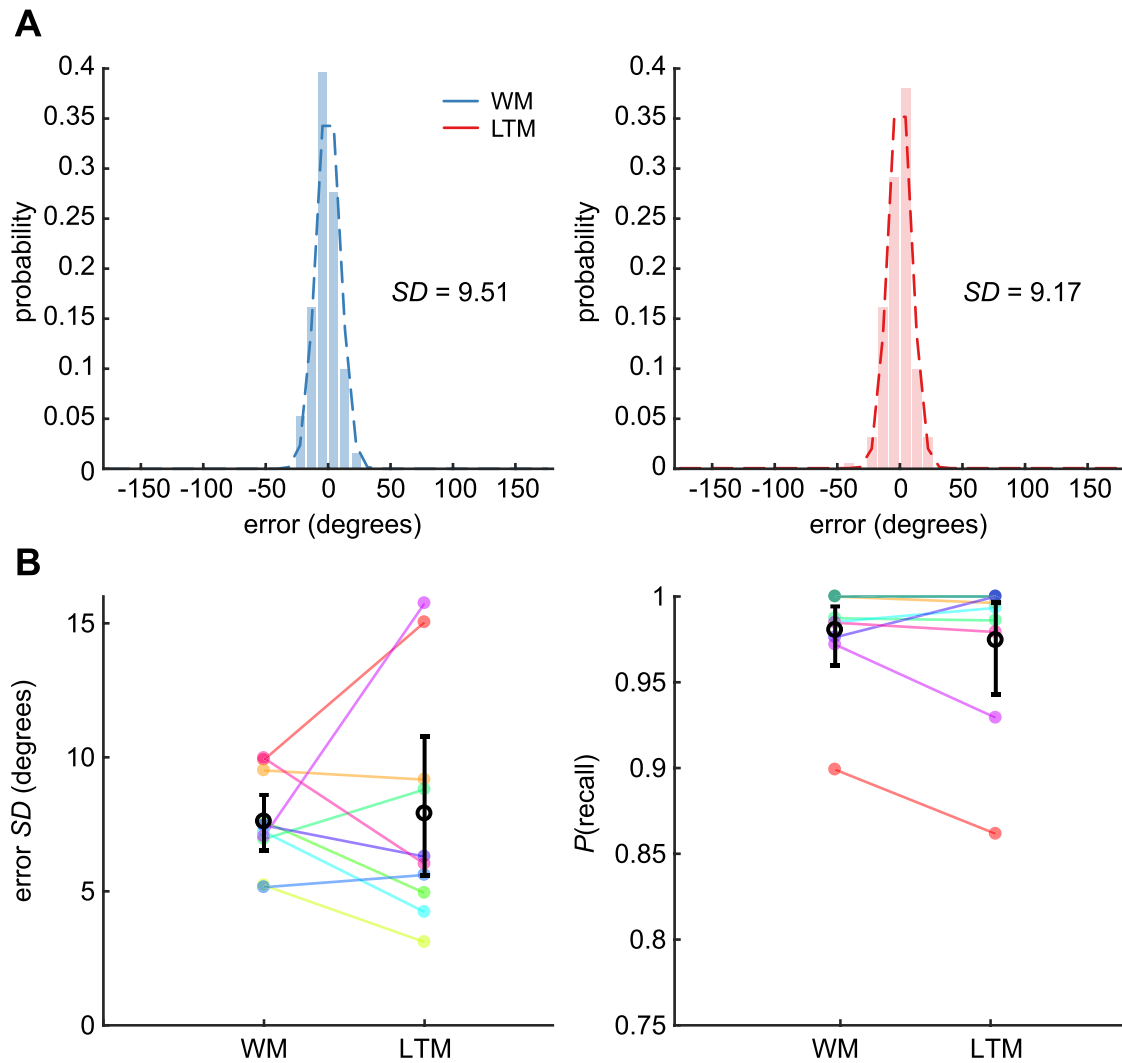 A
0.4
0.35
0.3
0.25
0.2
0.15
0.1
0.05
0
probability
WM
LTM
SD = 9.51
-150 -100 -50 0 50 100 150
error (degrees)
0.4
0.35
0.3
0.25
0.2
0.15
0.1
0.05
0
probability
SD = 9.17
-150 -100 -50 0 50 100 150
error (degrees)
B
15
10
5
0
error SD (degrees)
WM LTM
1
0.95
0.9
0.85
0.8
0.75
P(recall)
WM LTM